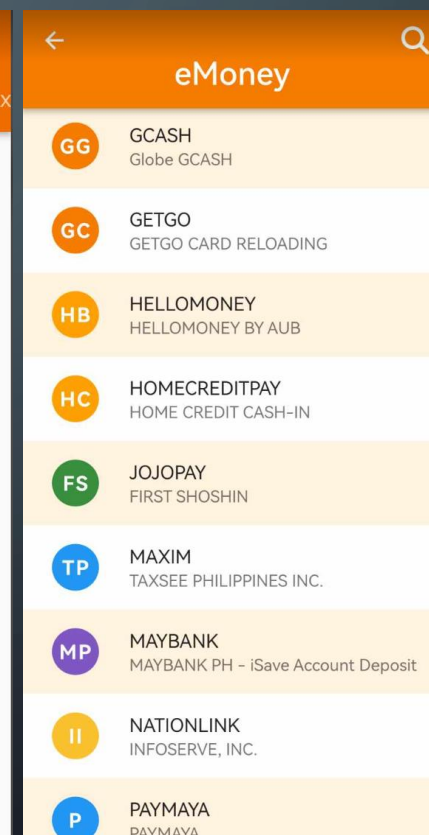 X
eMoney
GG
GCASH
Globe GCASH
GC
GETGO
GETGO CARD RELOADING
HB
HELLOMONEY
HELLOMONEY BY AUB
HC
HOMECREDITPAY
HOME CREDIT CASH-IN
FS
JOJOPAY
FIRST SHOSHIN
TP
MAXIM
TAXSEE PHILIPPINES INC.
MP
MAYBANK
MAYBANK PH - iSave Account Deposit
II
NATIONLINK
INFOSERVE, INC.
P
PAYMAYA
PAYMAYA